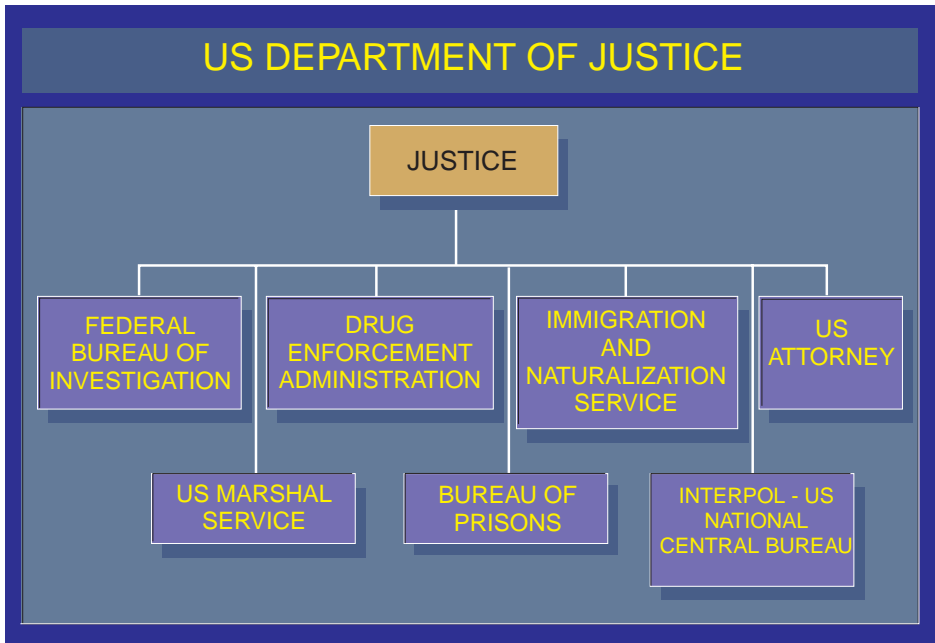 US DEPARTMENT OF JUSTICE
JUSTICE
FEDERAL
BUREAU OF
INVESTIGATION
DRUG
ENFORCEMENT
ADMINISTRATION
IMMIGRATION
AND
NATURALIZATION
SERVICE
US
ATTORNEY
US MARSHAL
SERVICE
BUREAU OF
PRISONS
INTERPOL - US
NATIONAL
CENTRAL BUREAU